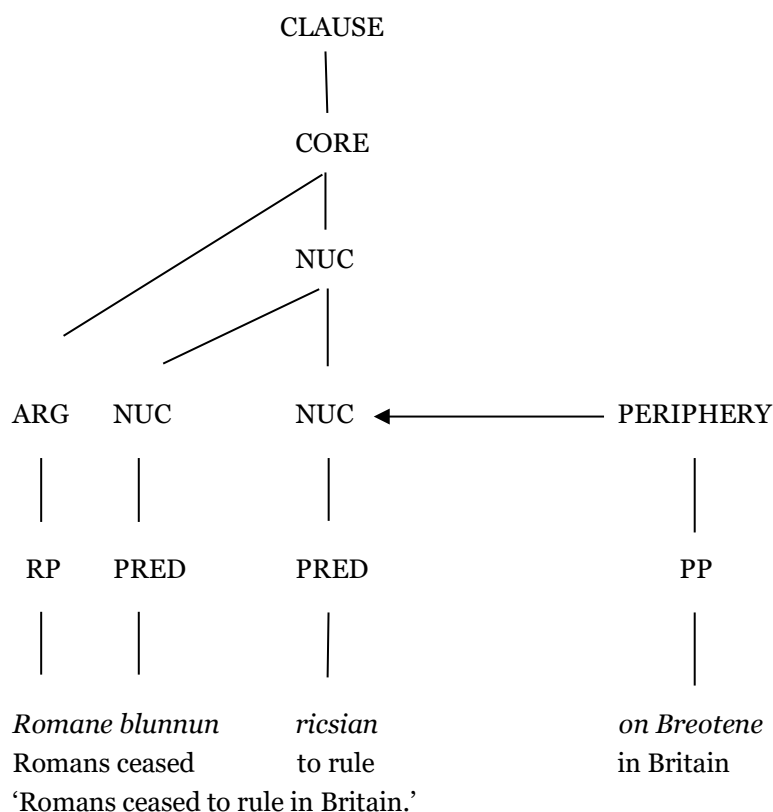 CLAUSE
CORE
NUC
ARG NUC NUC PERIPHERY
RP PRED PRED PP
Romane blunnun ricsian on Breotene
Romans ceased to rule in Britain
‘Romans ceased to rule in Britain.’